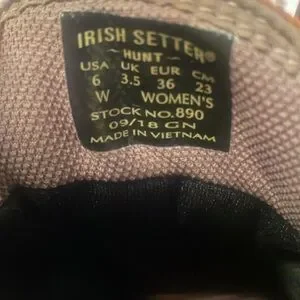 IRISH SETTER®
~ HUNT ~
USA UK EUR CM
6 3.5 36 23
W WOMEN'S
STOCK NO. 890
09/18 GN
MADE IN VIETNAM